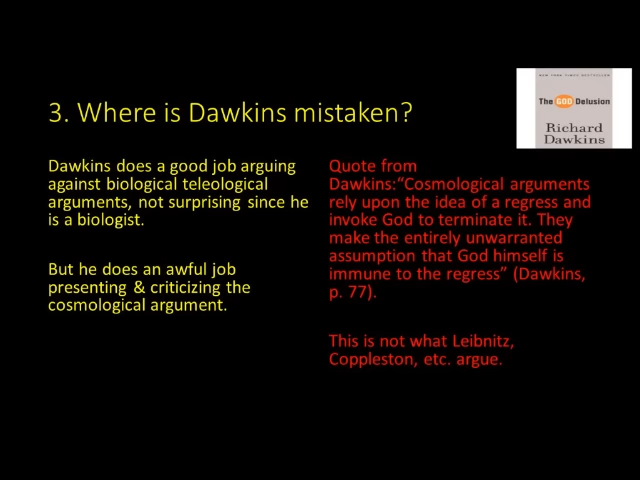 3. Where is Dawkins mistaken?
NEW YORK TIMES BESTSELLER
The GOD Delusion
Richard
Dawkins
Dawkins does a good job arguing
against biological teleological
arguments, not surprising since he
is a biologist.
But he does an awful job
presenting & criticizing the
cosmological argument.
Quote from
Dawkins:“Cosmological arguments
rely upon the idea of a regress and
invoke God to terminate it. They
make the entirely unwarranted
assumption that God himself is
immune to the regress” (Dawkins,
p. 77).
This is not what Leibnitz,
Coppleston, etc. argue.